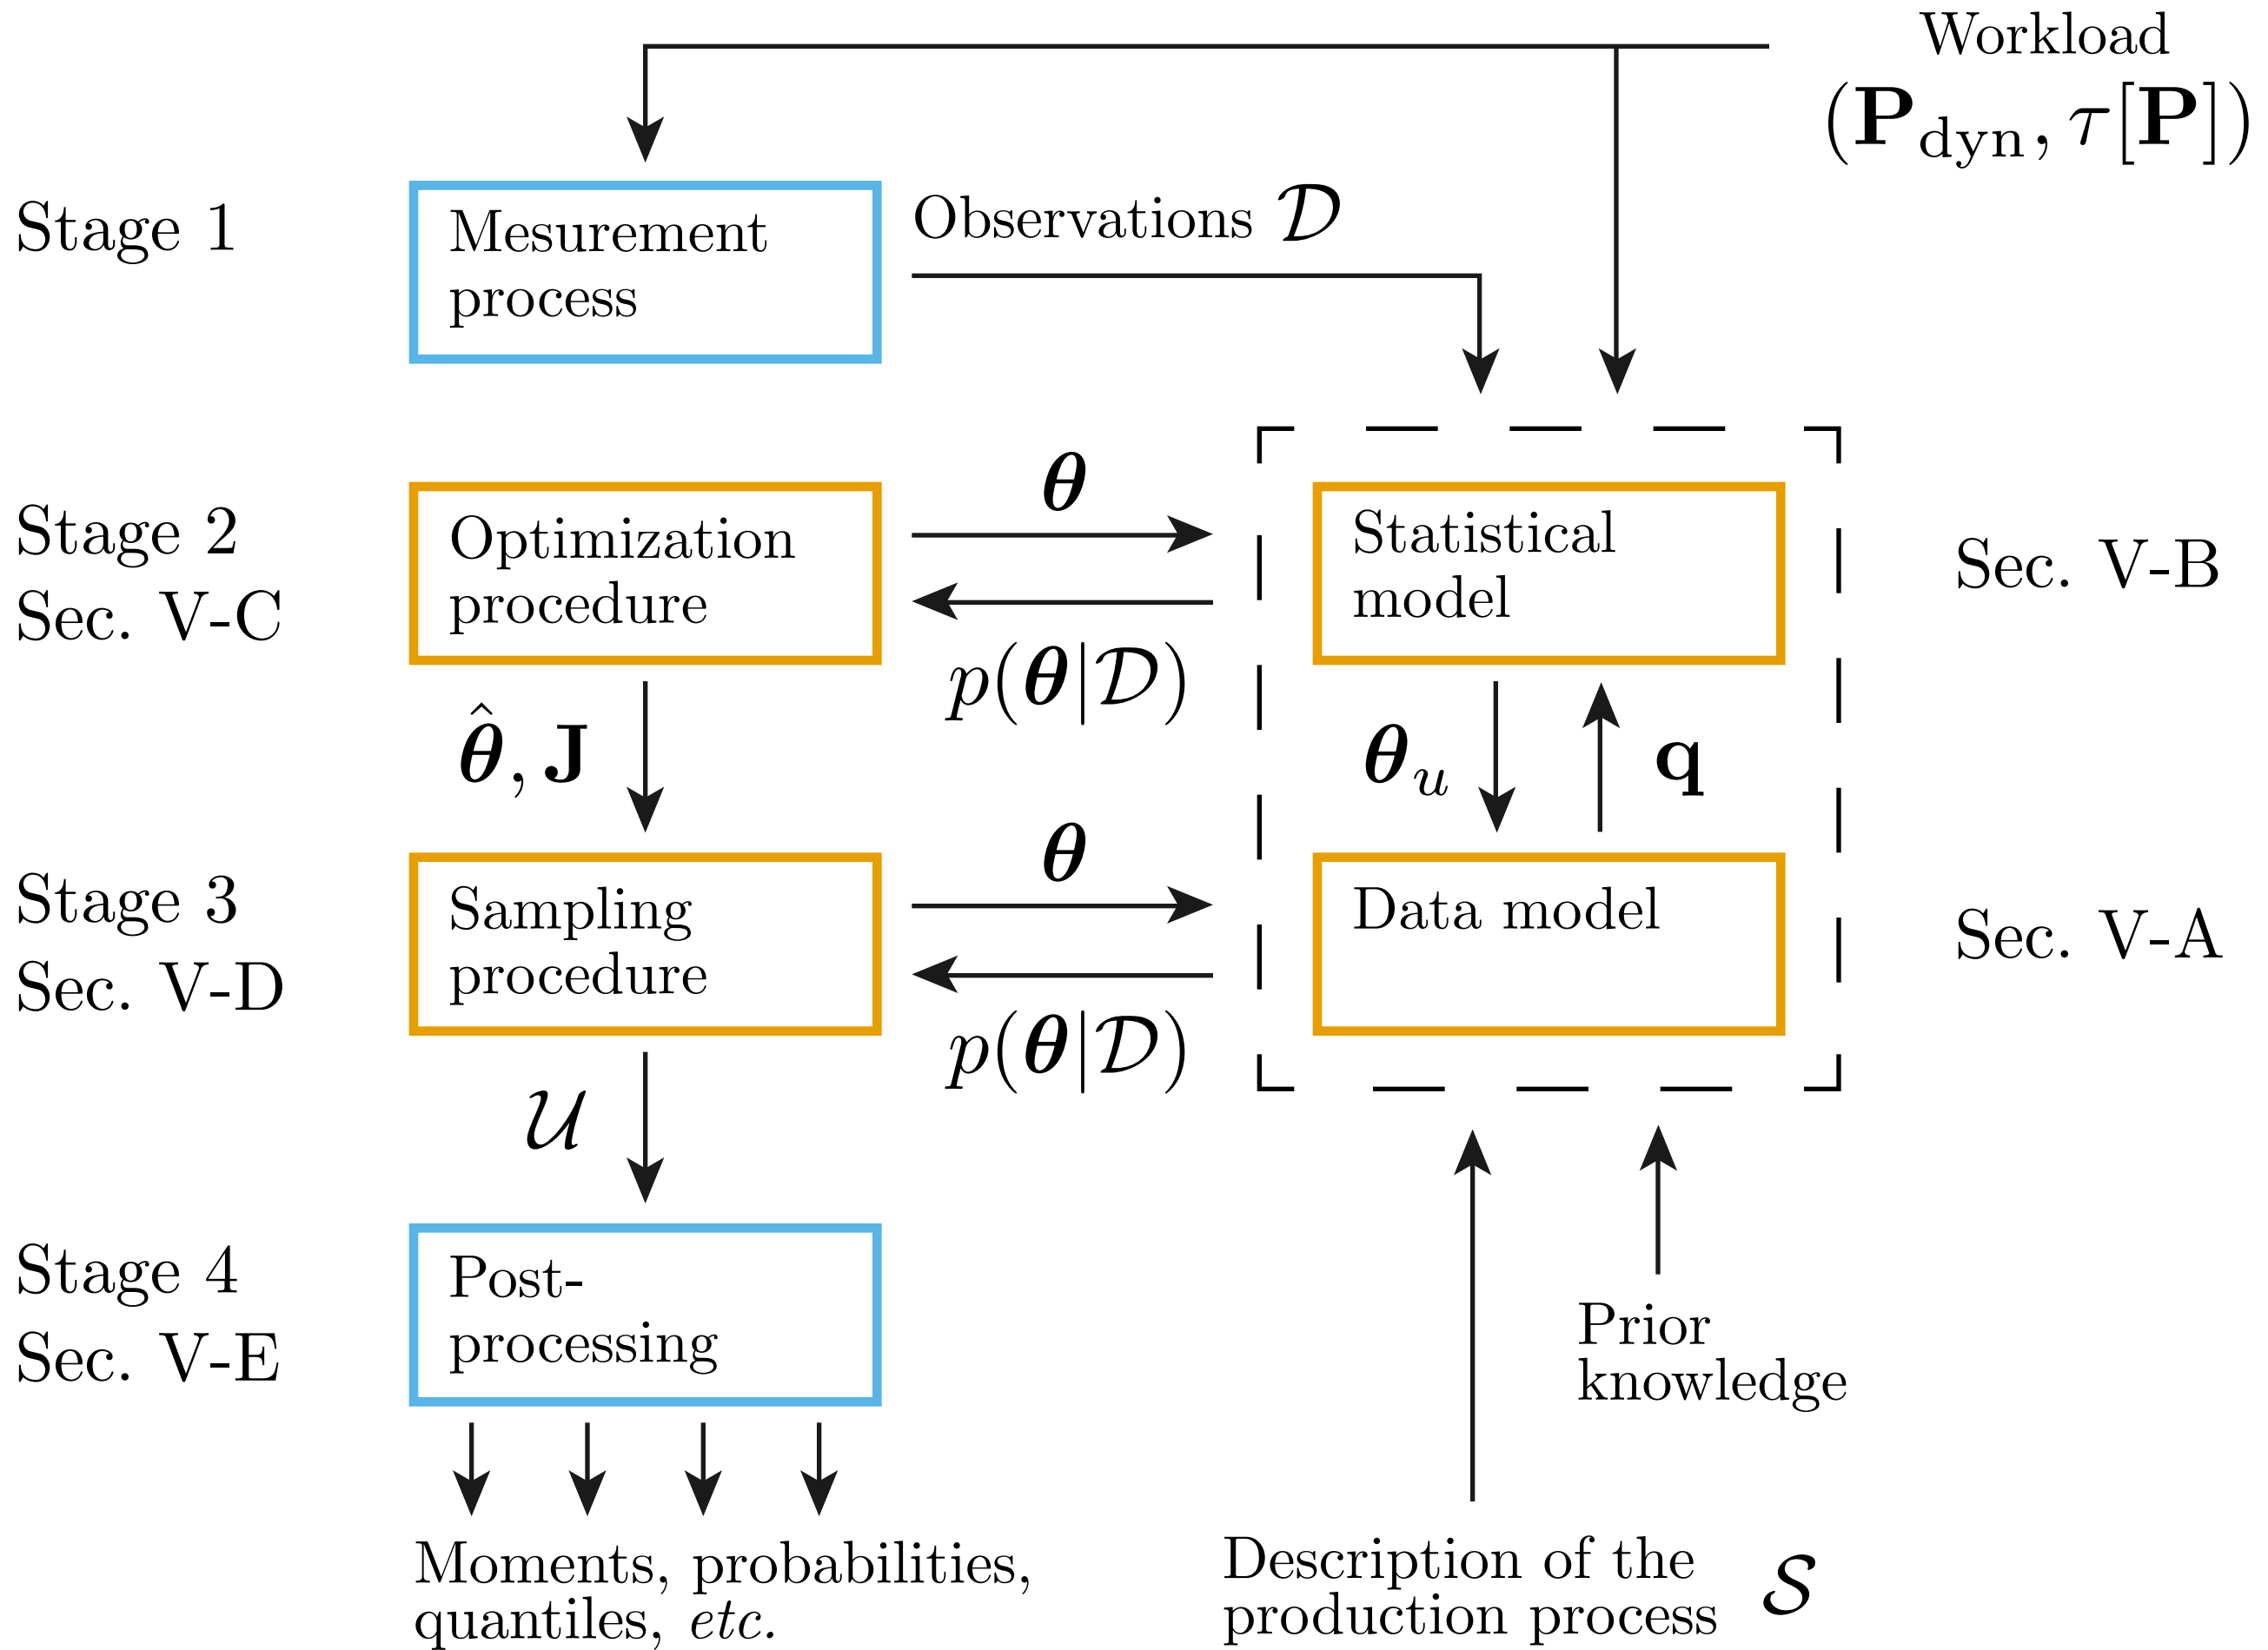 Workload
(𝐏dyn, τ[𝐏])
Stage 1
Mesurement
process
Observations 𝒟
Stage 2
Sec. V-C
Optimization
procedure
𝜽
p(𝜽|𝒟)
Statistical
model
Sec. V-B
𝜽̂, 𝐉
𝜽ᵤ
𝐪
Stage 3
Sec. V-D
Sampling
procedure
𝜽
p(𝜽|𝒟)
Data model
Sec. V-A
𝒰
Stage 4
Sec. V-E
Post-
processing
Prior
knowledge
Moments, probabilities,
quantiles, etc.
Description of the
production process 𝒮